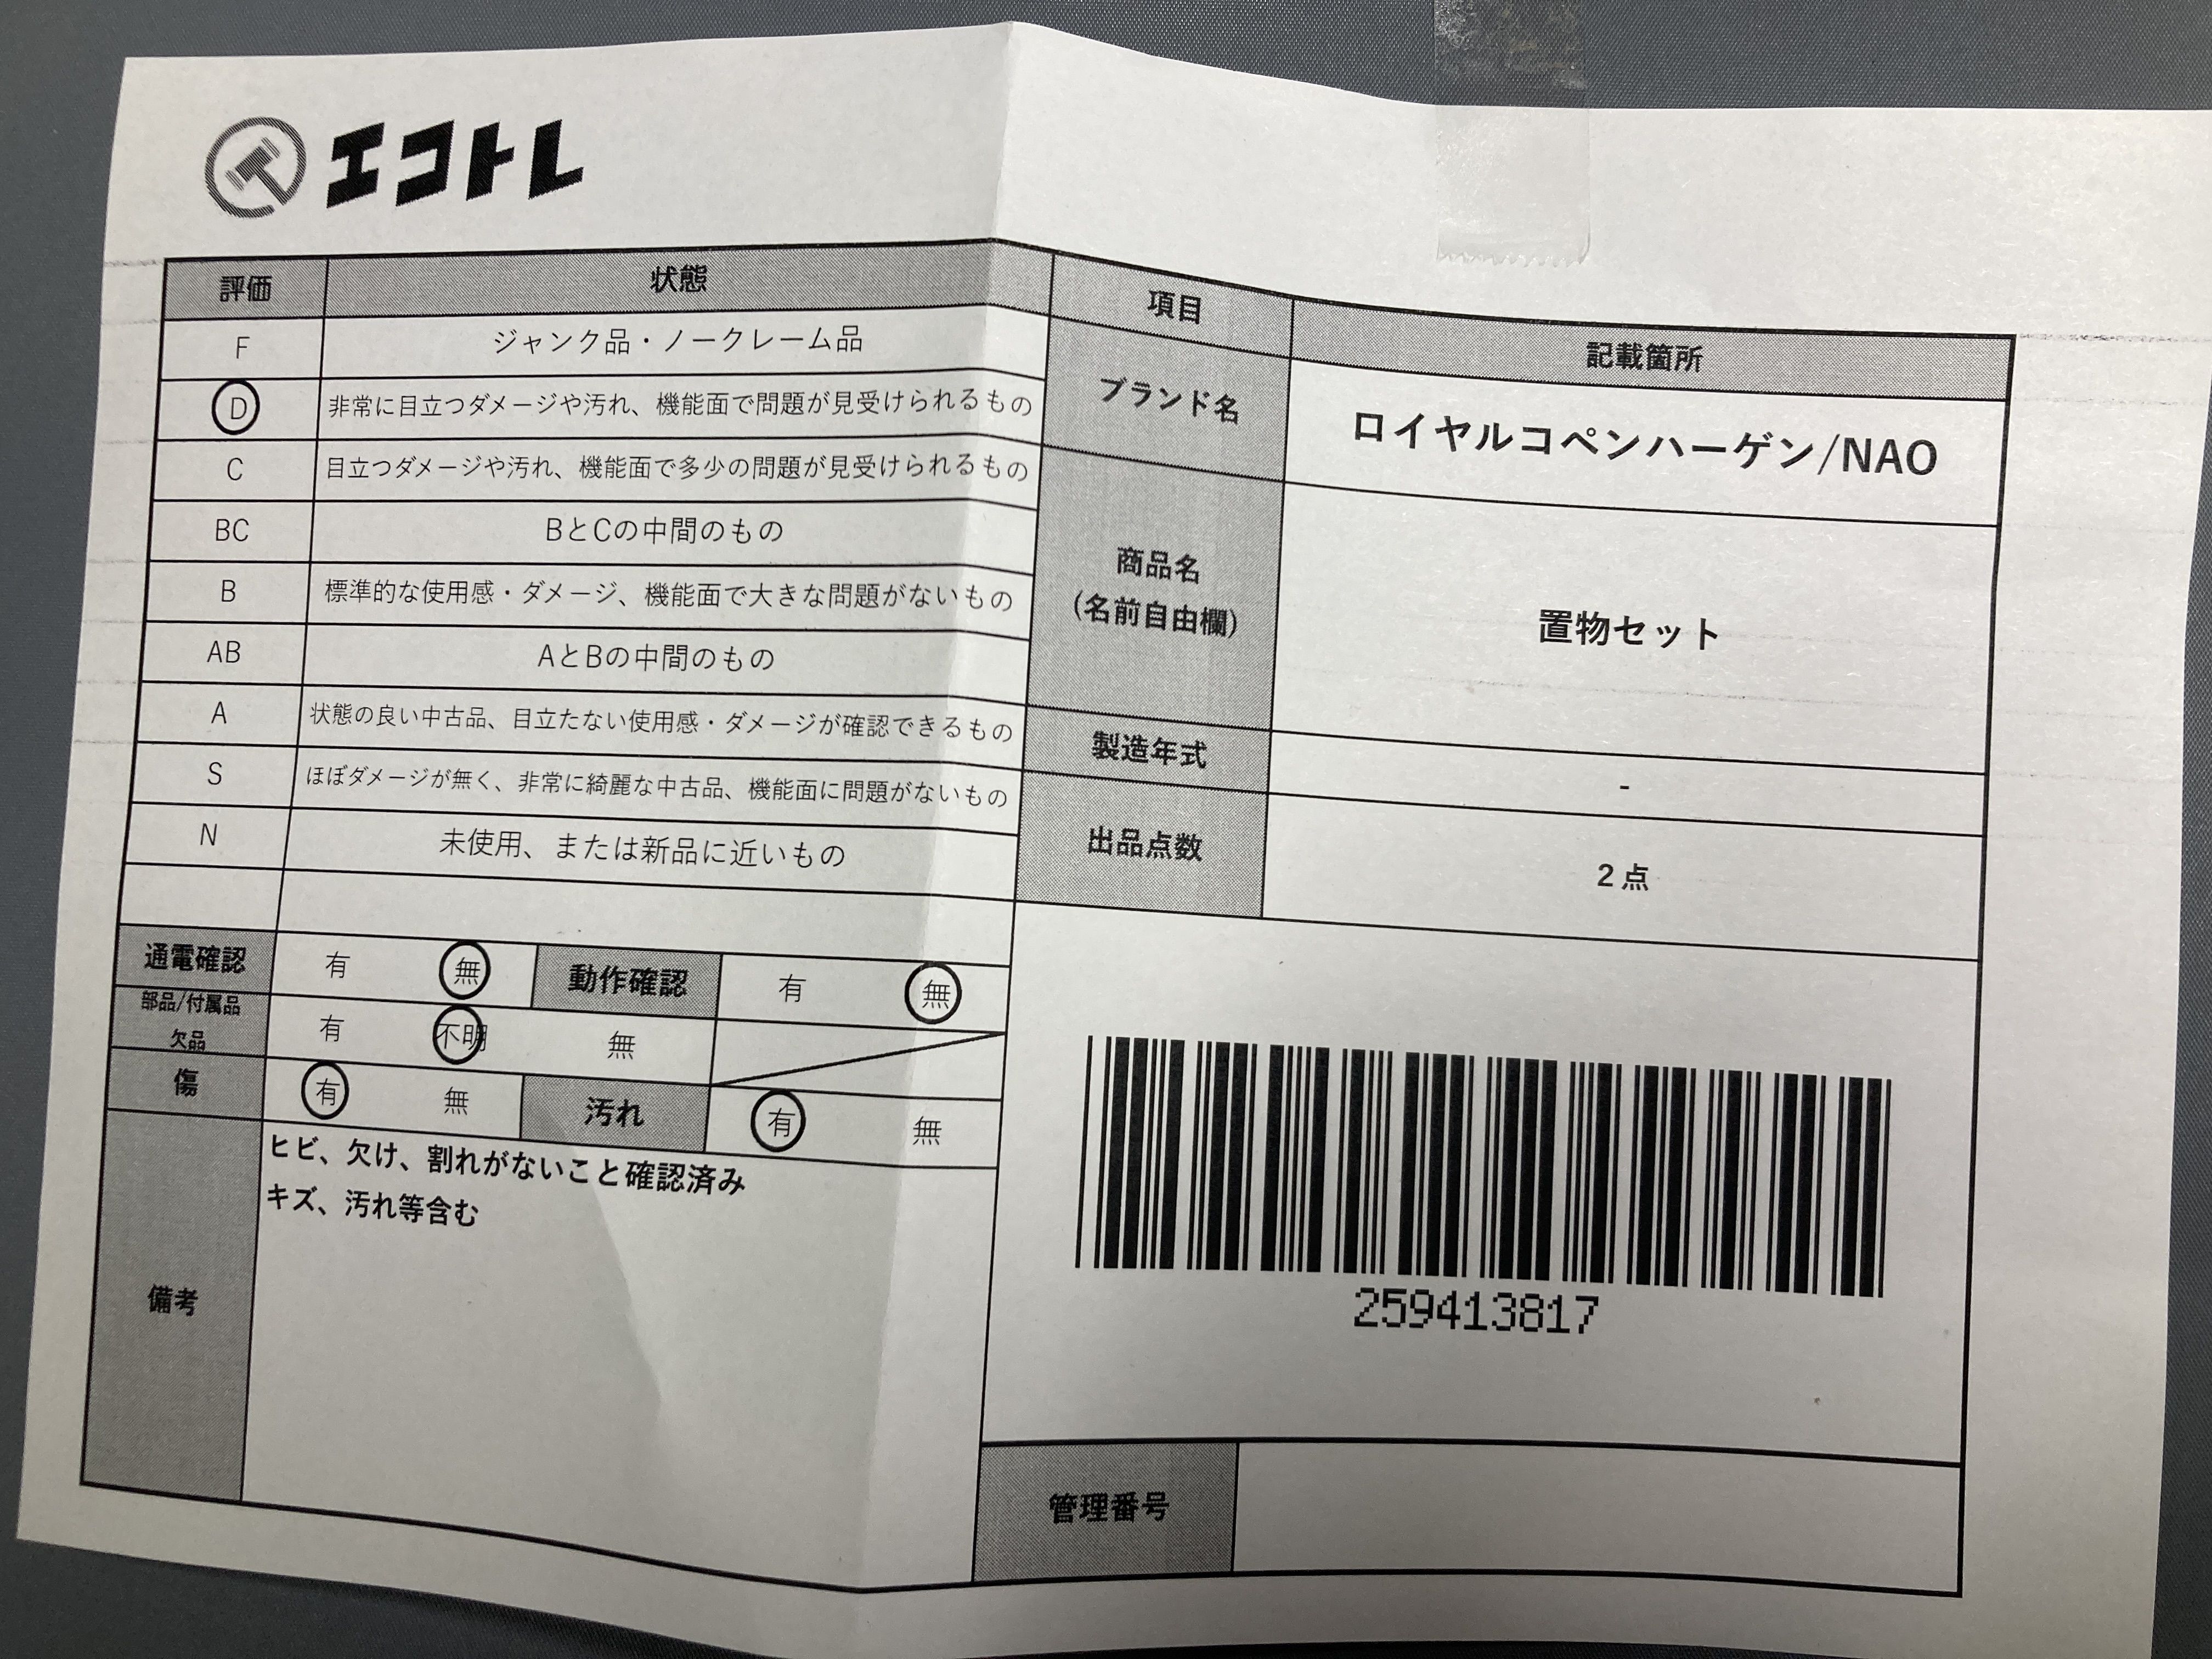 エコトレ
評価 状態
F ジャンク品・ノークレーム品
D 非常に目立つダメージや汚れ、機能面で問題が見受けられるもの
C 目立つダメージや汚れ、機能面で多少の問題が見受けられるもの
BC BとCの中間のもの
B 標準的な使用感・ダメージ、機能面で大きな問題がないもの
AB AとBの中間のもの
A 状態の良い中古品、目立たない使用感・ダメージが確認できるもの
S ほぼダメージが無く、非常に綺麗な中古品、機能面に問題がないもの
N 未使用、または新品に近いもの
通電確認 有 無 動作確認 有 無
部品/付属品
欠品 有 不明 無
傷 有 無 汚れ 有 無
備考
ヒビ、欠け、割れがないこと確認済み
キズ、汚れ等含む
項目 記載箇所
ブランド名 ロイヤルコペンハーゲン/NAO
商品名
(名前自由欄)
置物セット
製造年式 -
出品点数 2点
259413817
管理番号